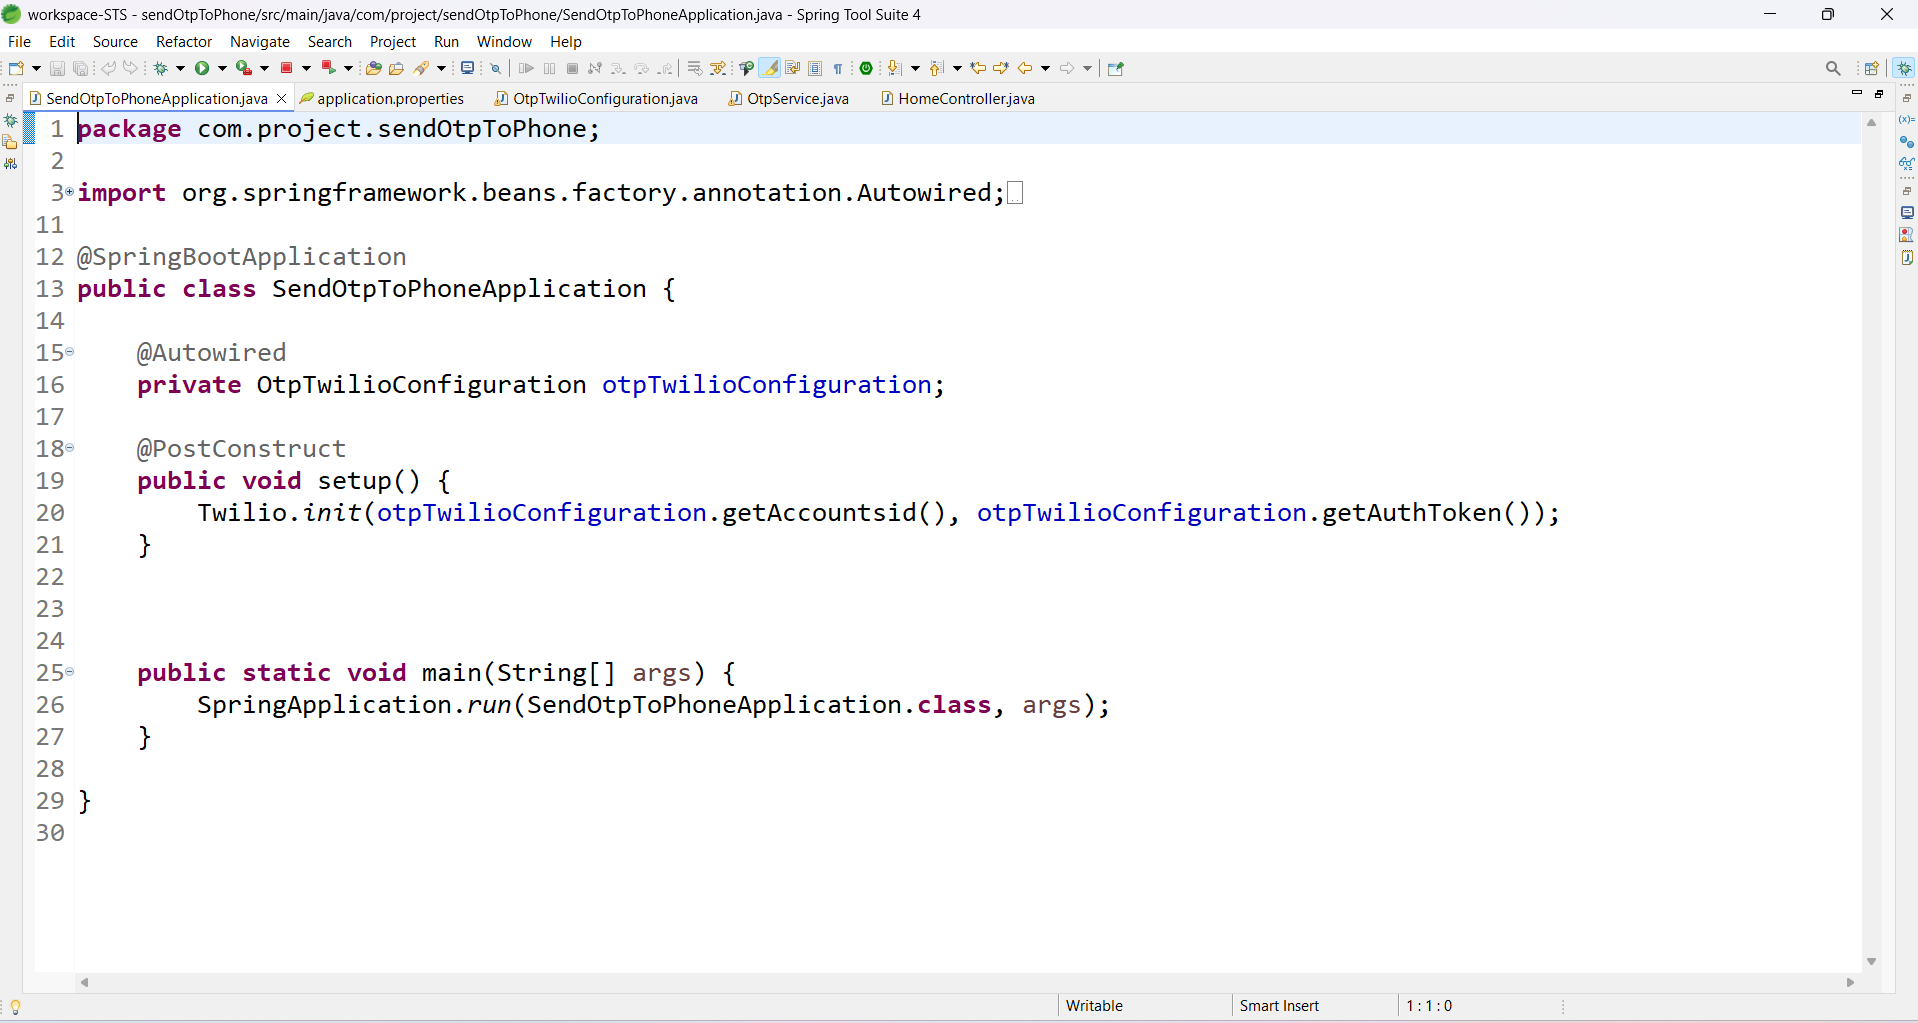 workspace-STS - sendOtpToPhone/src/main/java/com/project/sendOtpToPhone/SendOtpToPhoneApplication.java - Spring Tool Suite 4
File Edit Source Refactor Navigate Search Project Run Window Help
SendOtpToPhoneApplication.java application.properties OtpTwilioConfiguration.java OtpService.java HomeController.java
1 package com.project.sendOtpToPhone;
2
3 import org.springframework.beans.factory.annotation.Autowired;
11
12 @SpringBootApplication
13 public class SendOtpToPhoneApplication {
14
15 @Autowired
16 private OtpTwilioConfiguration otpTwilioConfiguration;
17
18 @PostConstruct
19 public void setup() {
20 Twilio.init(otpTwilioConfiguration.getAccountsid(), otpTwilioConfiguration.getAuthToken());
21 }
22
23
24
25 public static void main(String[] args) {
26 SpringApplication.run(SendOtpToPhoneApplication.class, args);
27 }
28
29 }
30
Writable Smart Insert 1 : 1 : 0